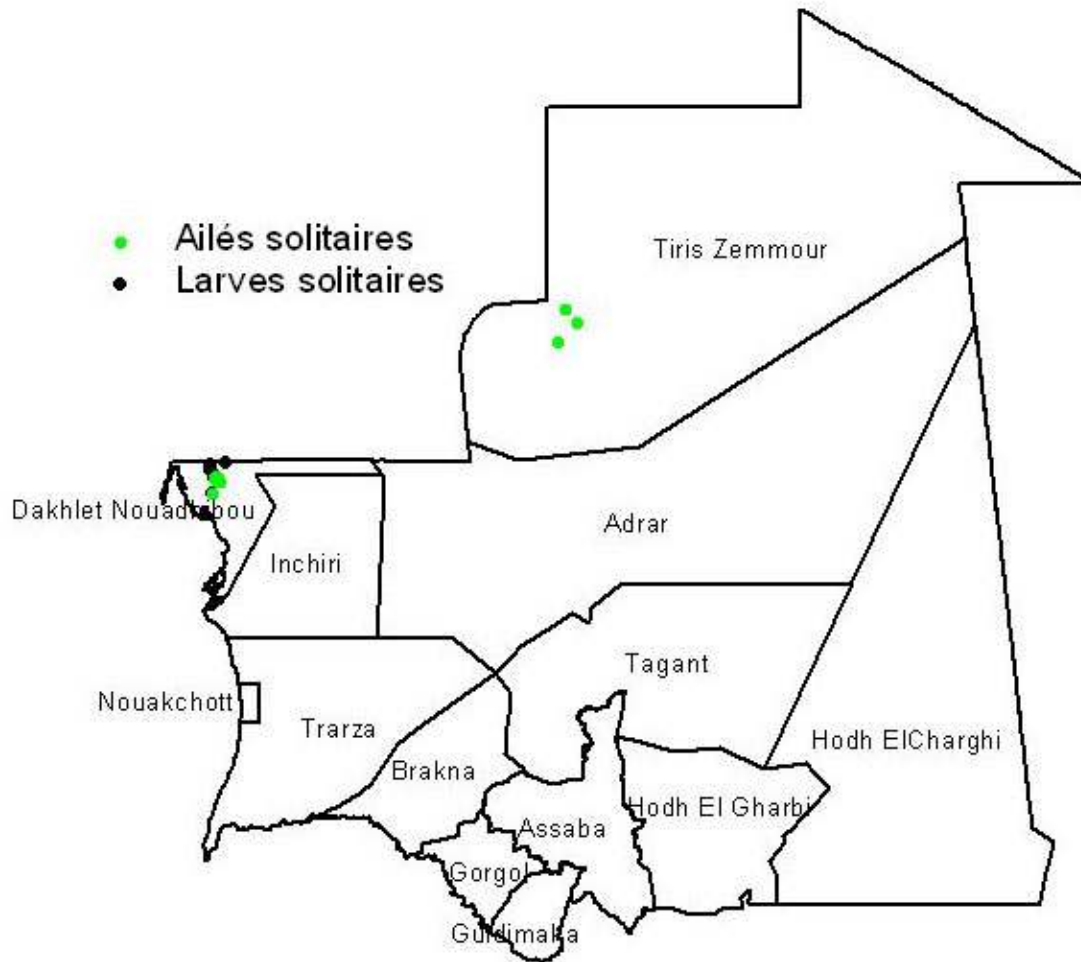 Ailés solitaires
Larves solitaires
Tiris Zemmour
Dakhlet Nouadhibou
Adrar
Inchiri
Tagant
Nouakchott
Trarza
Hodh ElCharghi
Brakna
Hodh El Gharbi
Assaba
Gorgol
Guidimaka